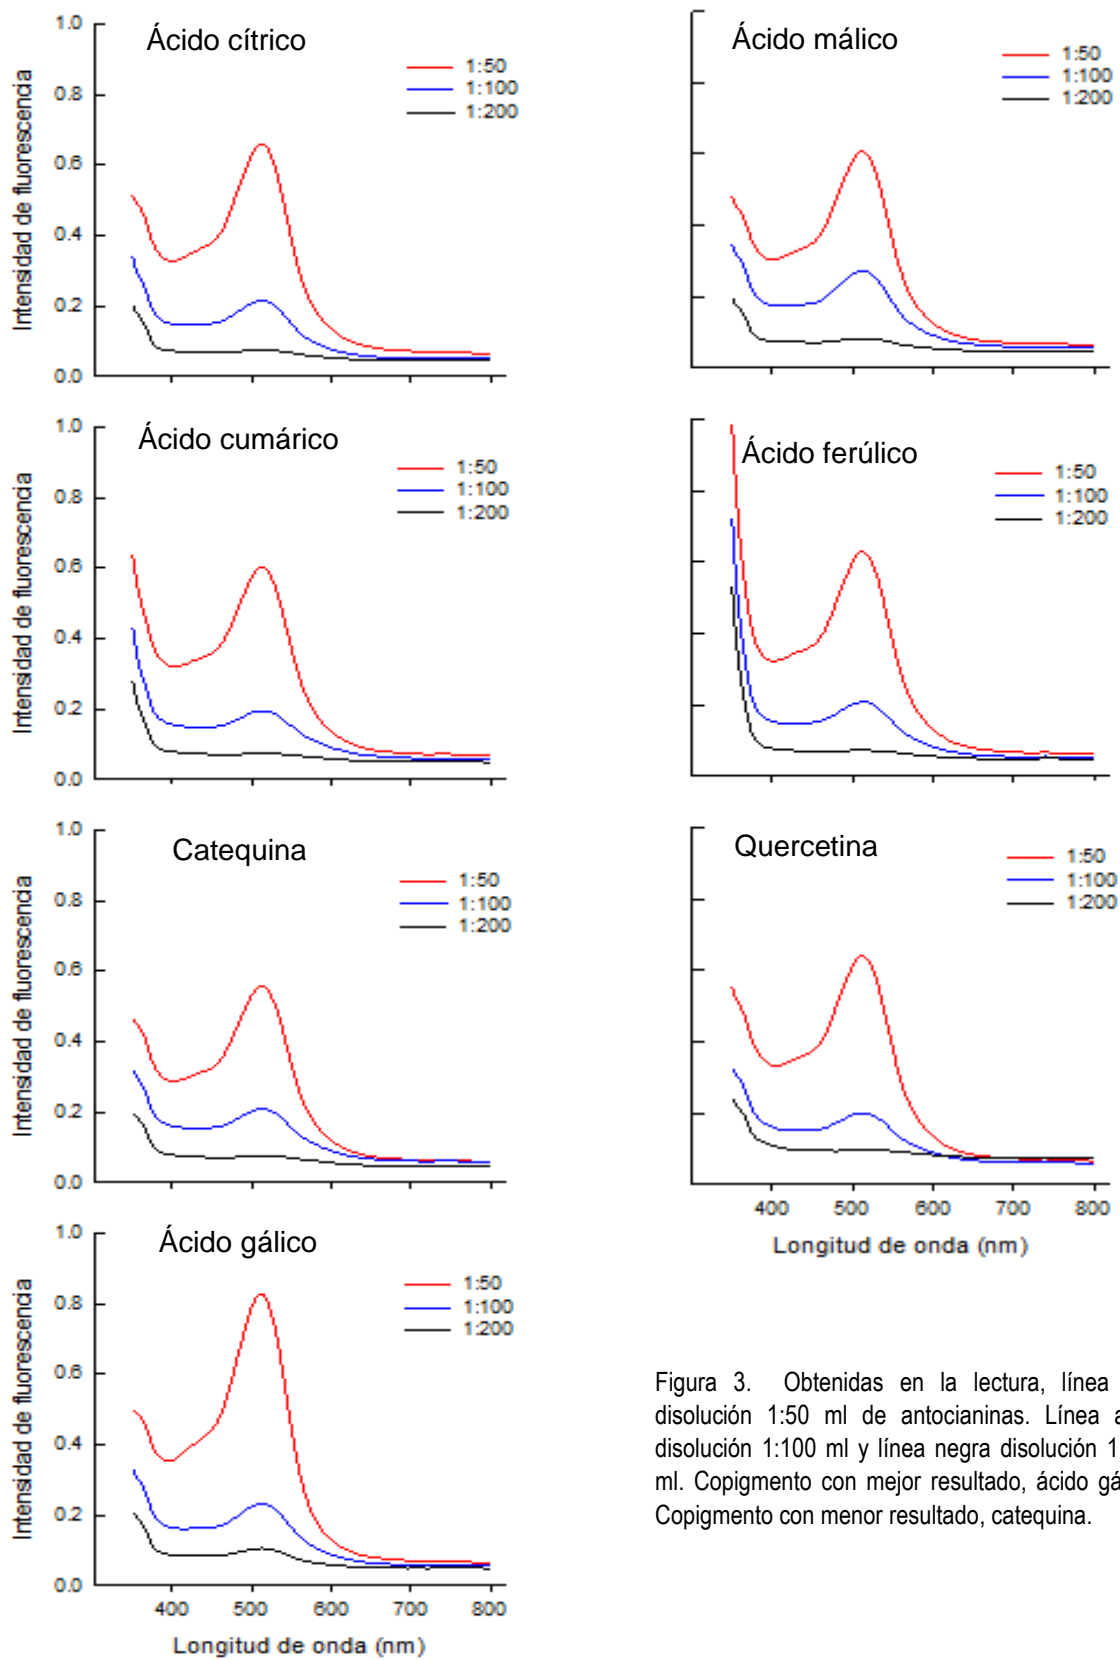 Ácido cítrico
1:50
1:100
1:200
1.0
0.8
0.6
0.4
0.2
0.0
Intensidad de fluorescencia
Ácido málico
1:50
1:100
1:200
Ácido cumárico
1:50
1:100
1:200
1.0
0.8
0.6
0.4
0.2
0.0
Intensidad de fluorescencia
Ácido ferúlico
1:50
1:100
1:200
Catequina
1:50
1:100
1:200
1.0
0.8
0.6
0.4
0.2
0.0
Intensidad de fluorescencia
Quercetina
1:50
1:100
1:200
400 500 600 700 800
Longitud de onda (nm)
Ácido gálico
1:50
1:100
1:200
1.0
0.8
0.6
0.4
0.2
0.0
Intensidad de fluorescencia
400 500 600 700 800
Longitud de onda (nm)
Figura 3. Obtenidas en la lectura, línea
disolución 1:50 ml de antocianinas. Línea
disolución 1:100 ml y línea negra disolución
ml. Copigmento con mejor resultado, ácido
Copigmento con menor resultado, catequina.